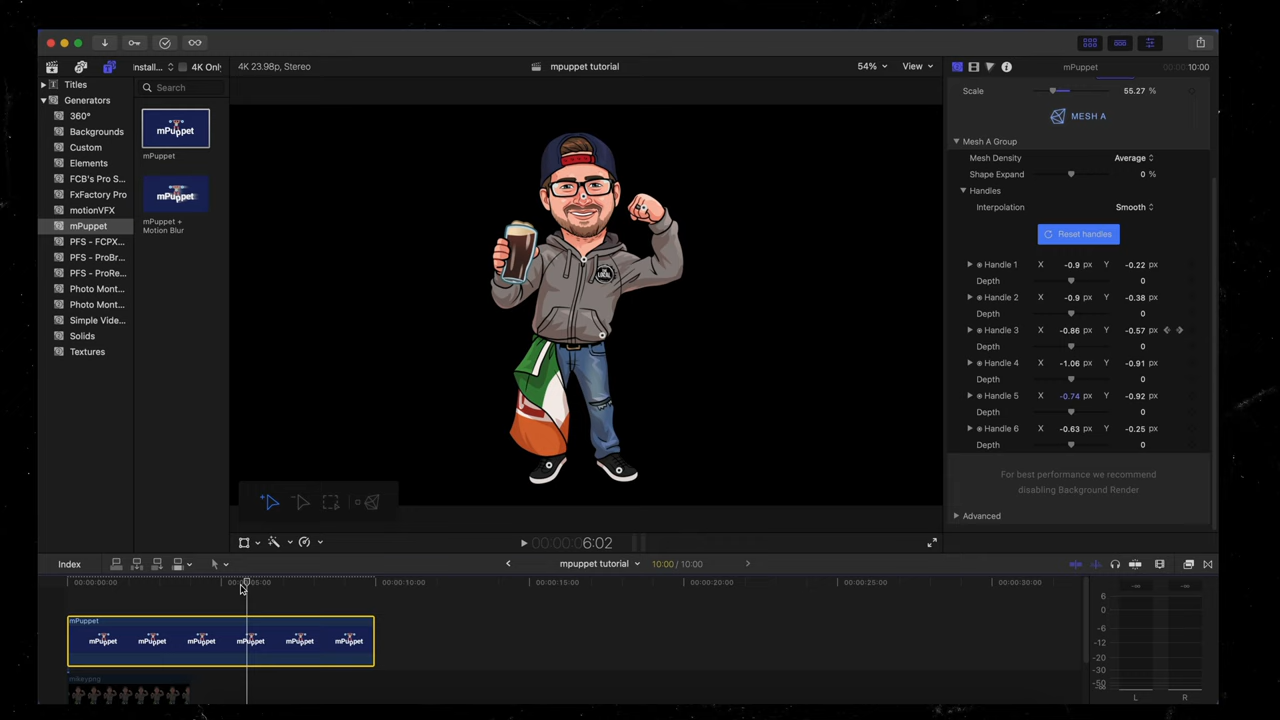 Install... 4K Only
4K 23.98p, Stereo
mpuppet tutorial
54% View
mPuppet
10:00
Titles
Generators
360°
Backgrounds
Custom
Elements
FCB's Pro S...
FxFactory Pro
motionVFX
mPuppet
PFS - FCPX...
PFS - ProBr...
PFS - ProRe...
Photo Mont...
Photo Mont...
Simple Vide...
Solids
Textures
Search
mPuppet
mPuppet
mPuppet
mPuppet +
Motion Blur
THE LOCAL
Scale 55.27 %
MESH A
Mesh A Group
Mesh Density Average
Shape Expand 0 %
Handles
Interpolation Smooth
Reset handles
Handle 1 X -0.9 px Y -0.22 px
Depth 0
Handle 2 X -0.9 px Y -0.38 px
Depth 0
Handle 3 X -0.86 px Y -0.57 px
Depth 0
Handle 4 X -1.06 px Y -0.91 px
Depth 0
Handle 5 X -0.74 px Y -0.92 px
Depth 0
Handle 6 X -0.63 px Y -0.25 px
Depth 0
For best performance we recommend
disabling Background Render
Advanced
00:00:00:00 6:02
Index
mpuppet tutorial 10:00 / 10:00
00:00:00:00 00:00:10:00 00:00:15:00 00:00:20:00 00:00:25:00 00:00:30:00
mPuppet
mPuppet mPuppet mPuppet mPuppet mPuppet mPuppet
mikeypng
6
0
-6
-12
-20
-30
-50
L R